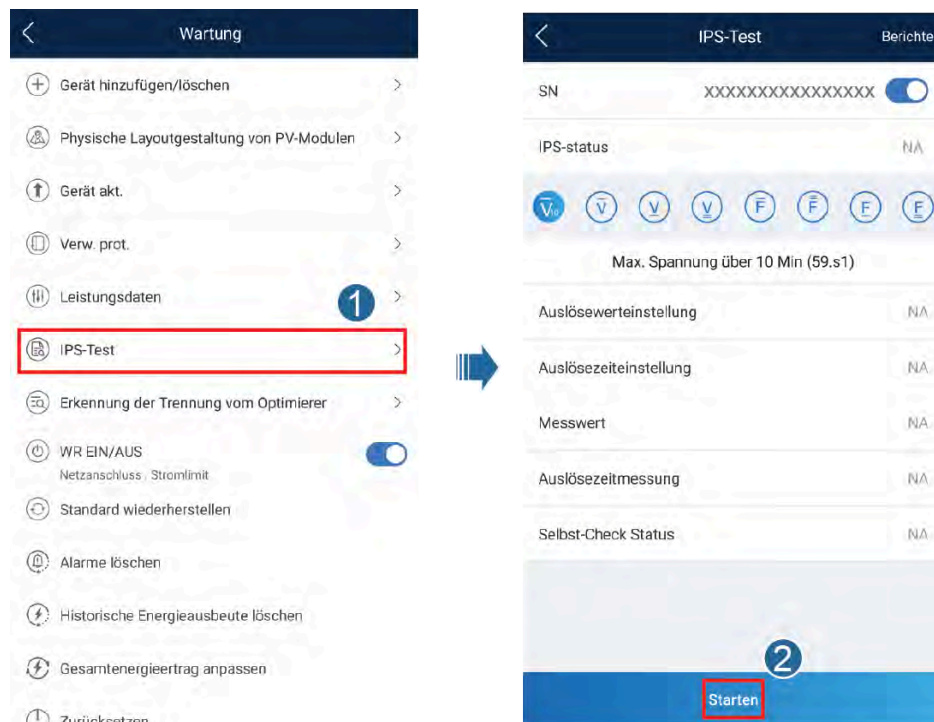 Wartung
Gerät hinzufügen/löschen
Physische Layoutgestaltung von PV-Modulen
Gerät akt.
Verw. prot.
Leistungsdaten
1
IPS-Test
Erkennung der Trennung vom Optimierer
WR EIN/AUS
Netzanschluss , Stromlimit
Standard wiederherstellen
Alarme löschen
Historische Energieausbeute löschen
Gesamtenergieertrag anpassen
Zurücksetzen
IPS-Test
Berichte
SN XXXXXXXXXXXXXXXX
IPS-status NA
V10 V V V F F F F
Max. Spannung über 10 Min (59.s1)
Auslösewerteinstellung NA
Auslösezeiteinstellung NA
Messwert NA
Auslösezeitmessung NA
Selbst-Check Status NA
2
Starten